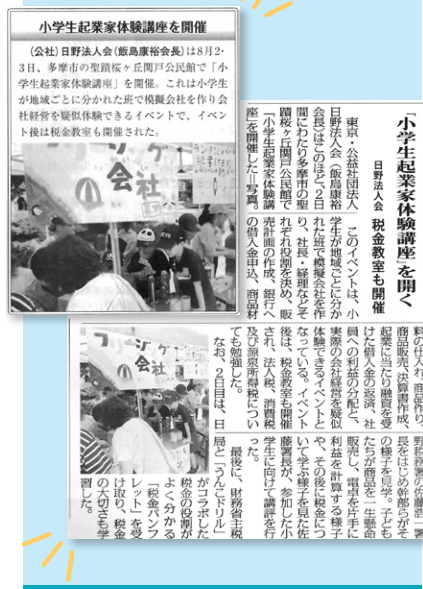 小学生起業家体験講座を開催
(公社)日野法人会(飯島康裕会長)は8月2・
3日、多摩市の聖蹟桜ヶ丘関戸公民館で「小
学生起業家体験講座」を開催。これは小学生
が地域ごとに分かれた班で模擬会社を作り会
社経営を疑似体験できるイベントで、イベン
ト後は税金教室も開催された。
会社
「小学生起業家体験講座」を開く
日野法人会 税金教室も開催
東京・公益社団法人
日野法人会(飯島康裕
会長)はこのほど、2日
間にわたり多摩市の聖
蹟桜ヶ丘関戸公民館で
「小学生起業家体験講
座」を開催した＝写真。
このイベントは、小
学生が地域ごとに分か
れた班で模擬会社を作
り、社長・経理などそ
れぞれ役割を決め、販
売計画の作成、銀行へ
の借入金申込、商品材
料の仕入れ、商品作り、
商品販売、決算書作成、
起業に当たり融資を受
けた借入金の返済、社
員への利益の分配と、
実際の会社経営を疑似
体験できるイベントと
なっている。イベント
後は、税金教室も開催
され、法人税、消費税
及び源泉所得税につい
ても勉強した。
なお、2日目は、日
野税務署の佐藤浩一署
長をはじめ幹部らがそ
の様子を見学。子ども
たちが商品を一生懸命
販売し、電卓を片手に
利益を計算する様子
や、その後に税金につ
いて学ぶ様子を見た佐
藤署長が、参加した小
学生に向けて講評を行
った。
最後に、財務省主税
局と「うんこドリル」
がコラボした
税金の役割が
よく分かる
「税金パンフ
レット」を受
け取り、税金
の大切さも学
習した。
会社